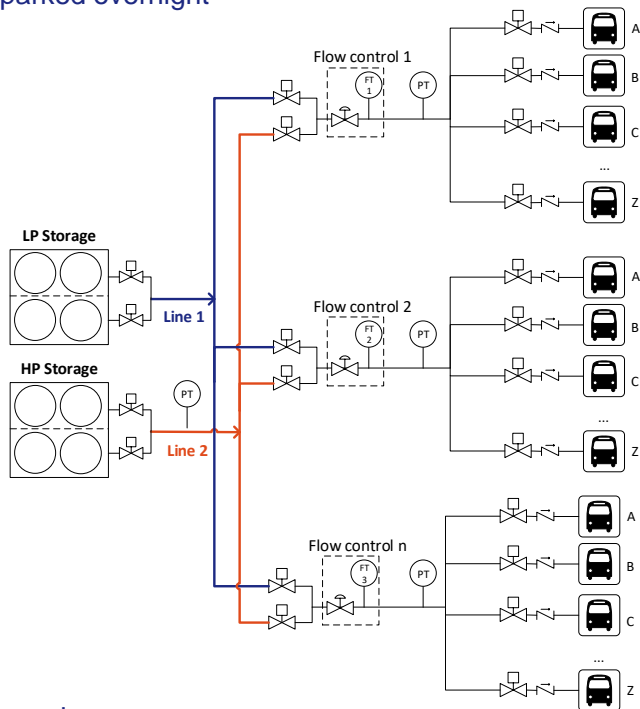 parked overnight
Flow control 1
FT
1
PT
A
B
C
...
Z
LP Storage
Line 1
Flow control 2
FT
2
PT
A
B
C
...
Z
HP Storage
PT
Line 2
Flow control n
FT
3
PT
A
B
C
...
Z